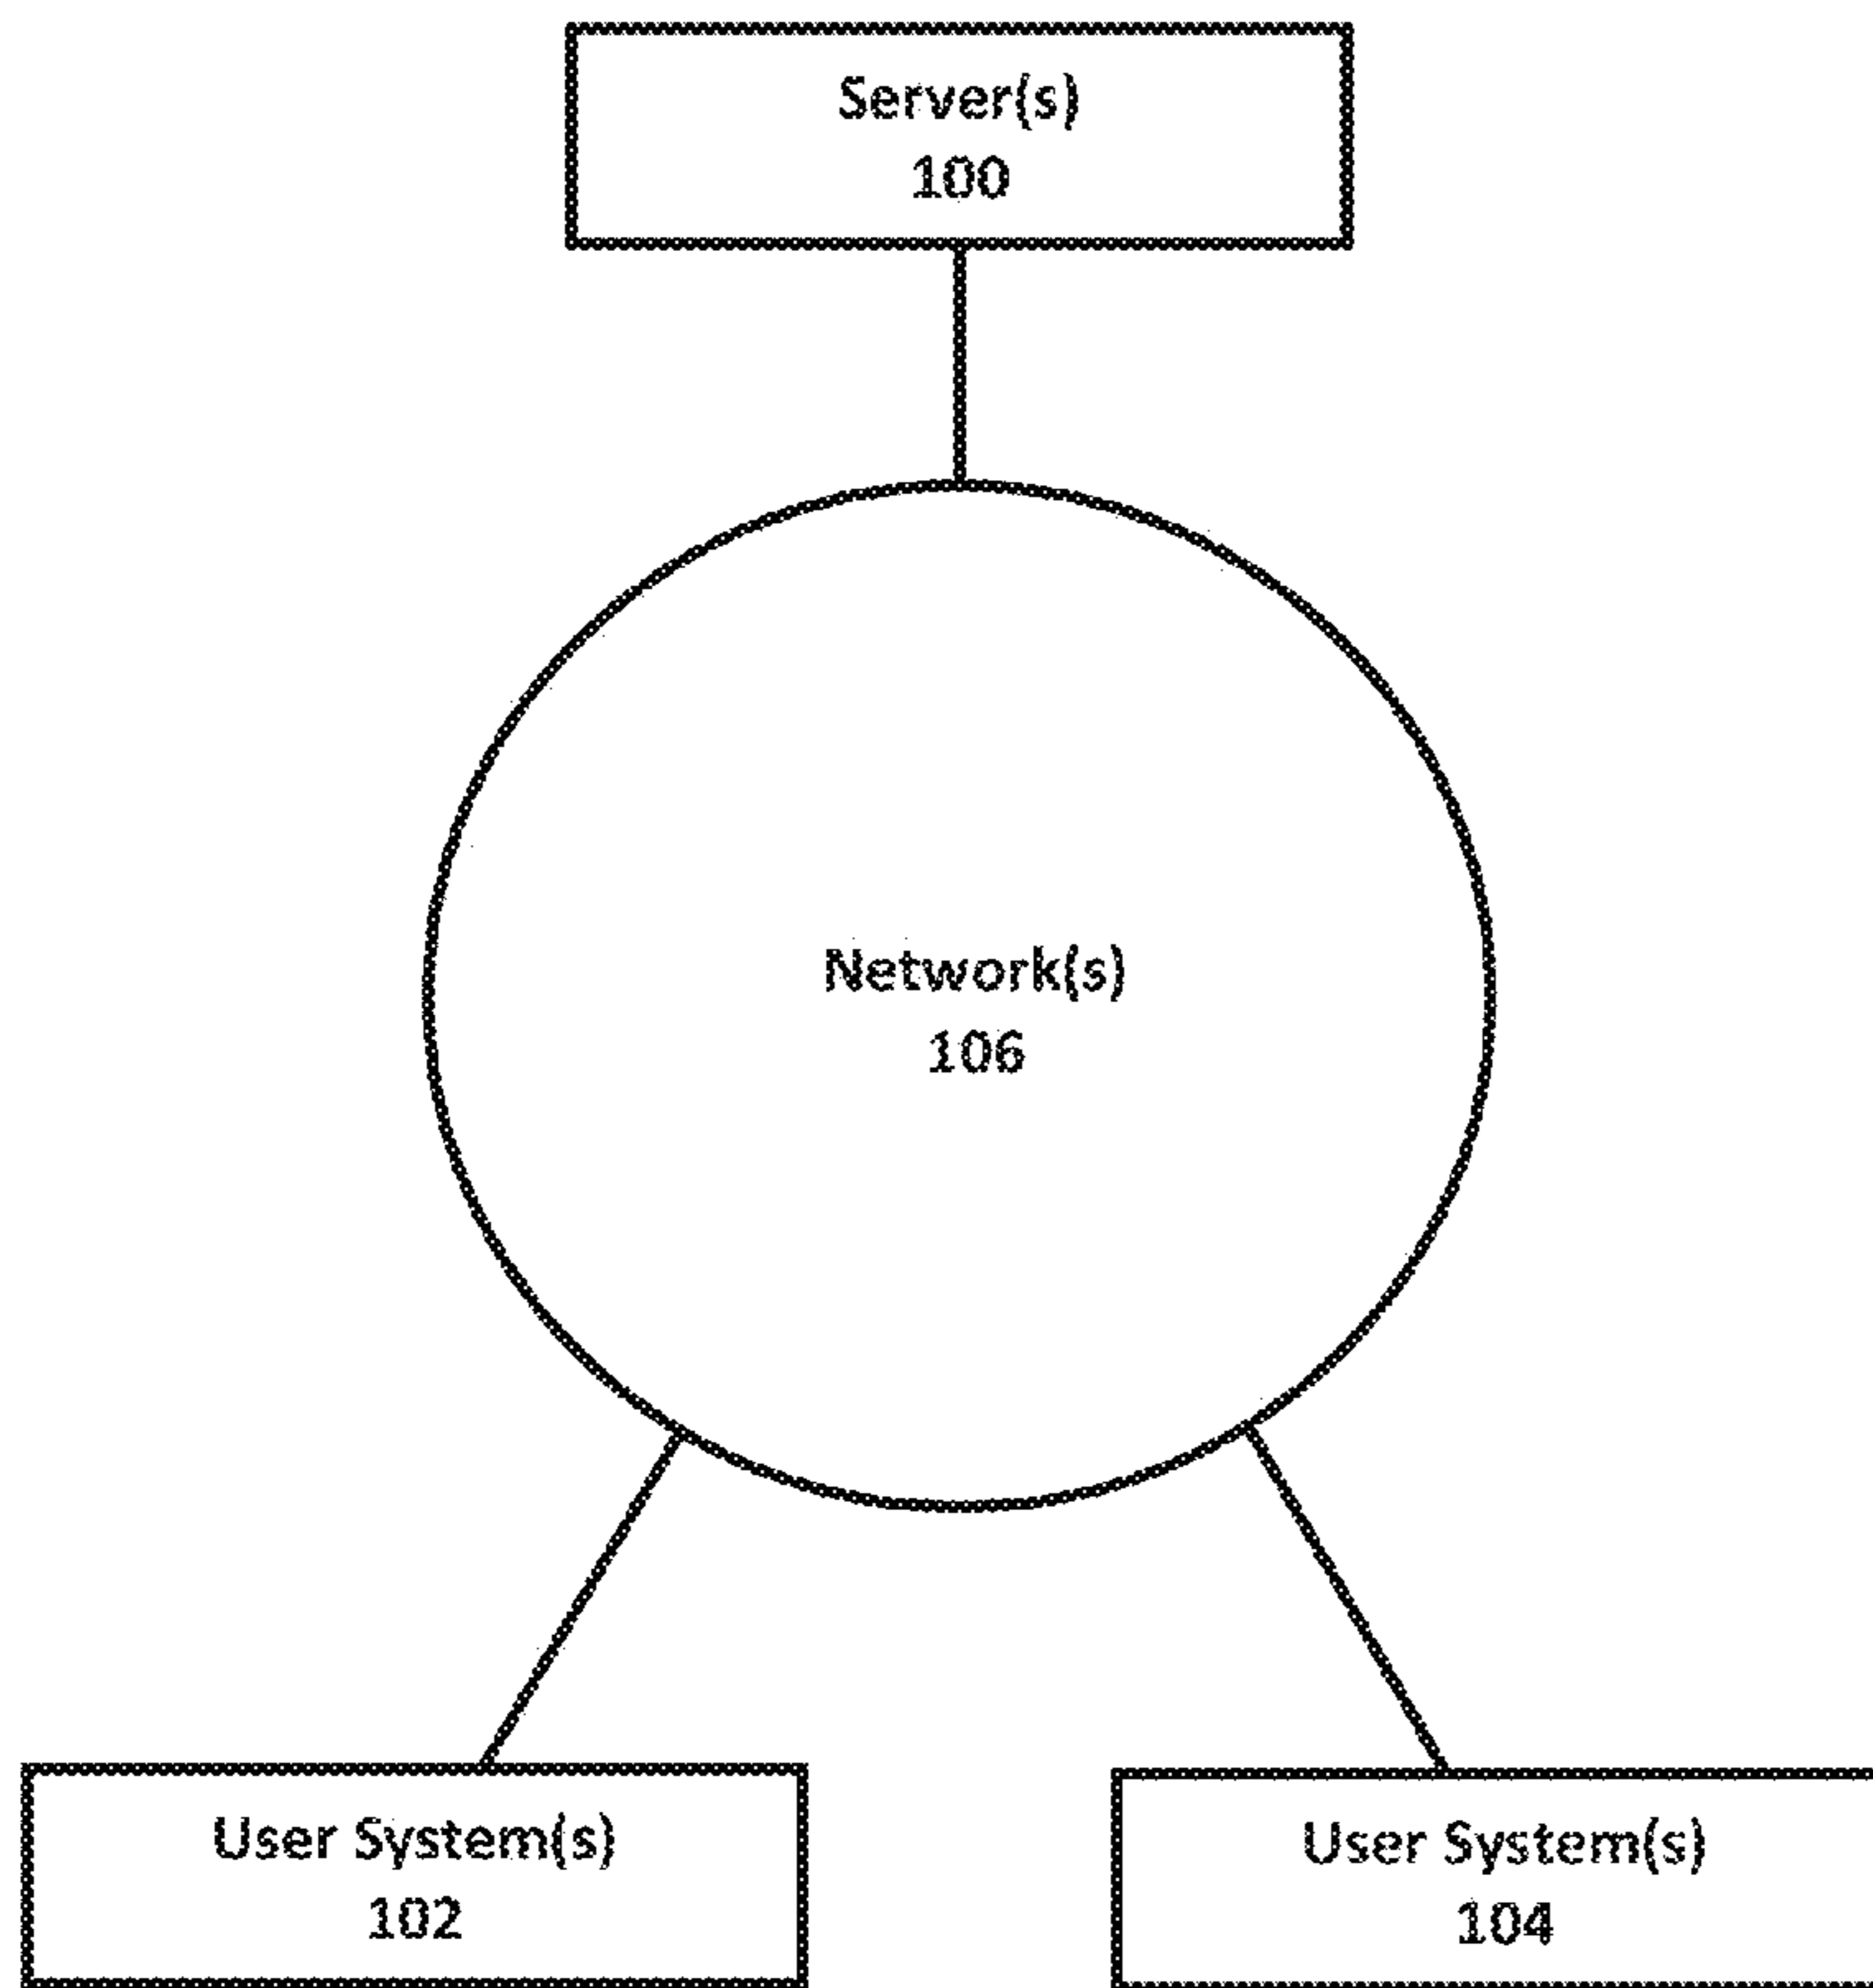 Server(s)
100
Network(s)
106
User System(s)
102
User System(s)
104